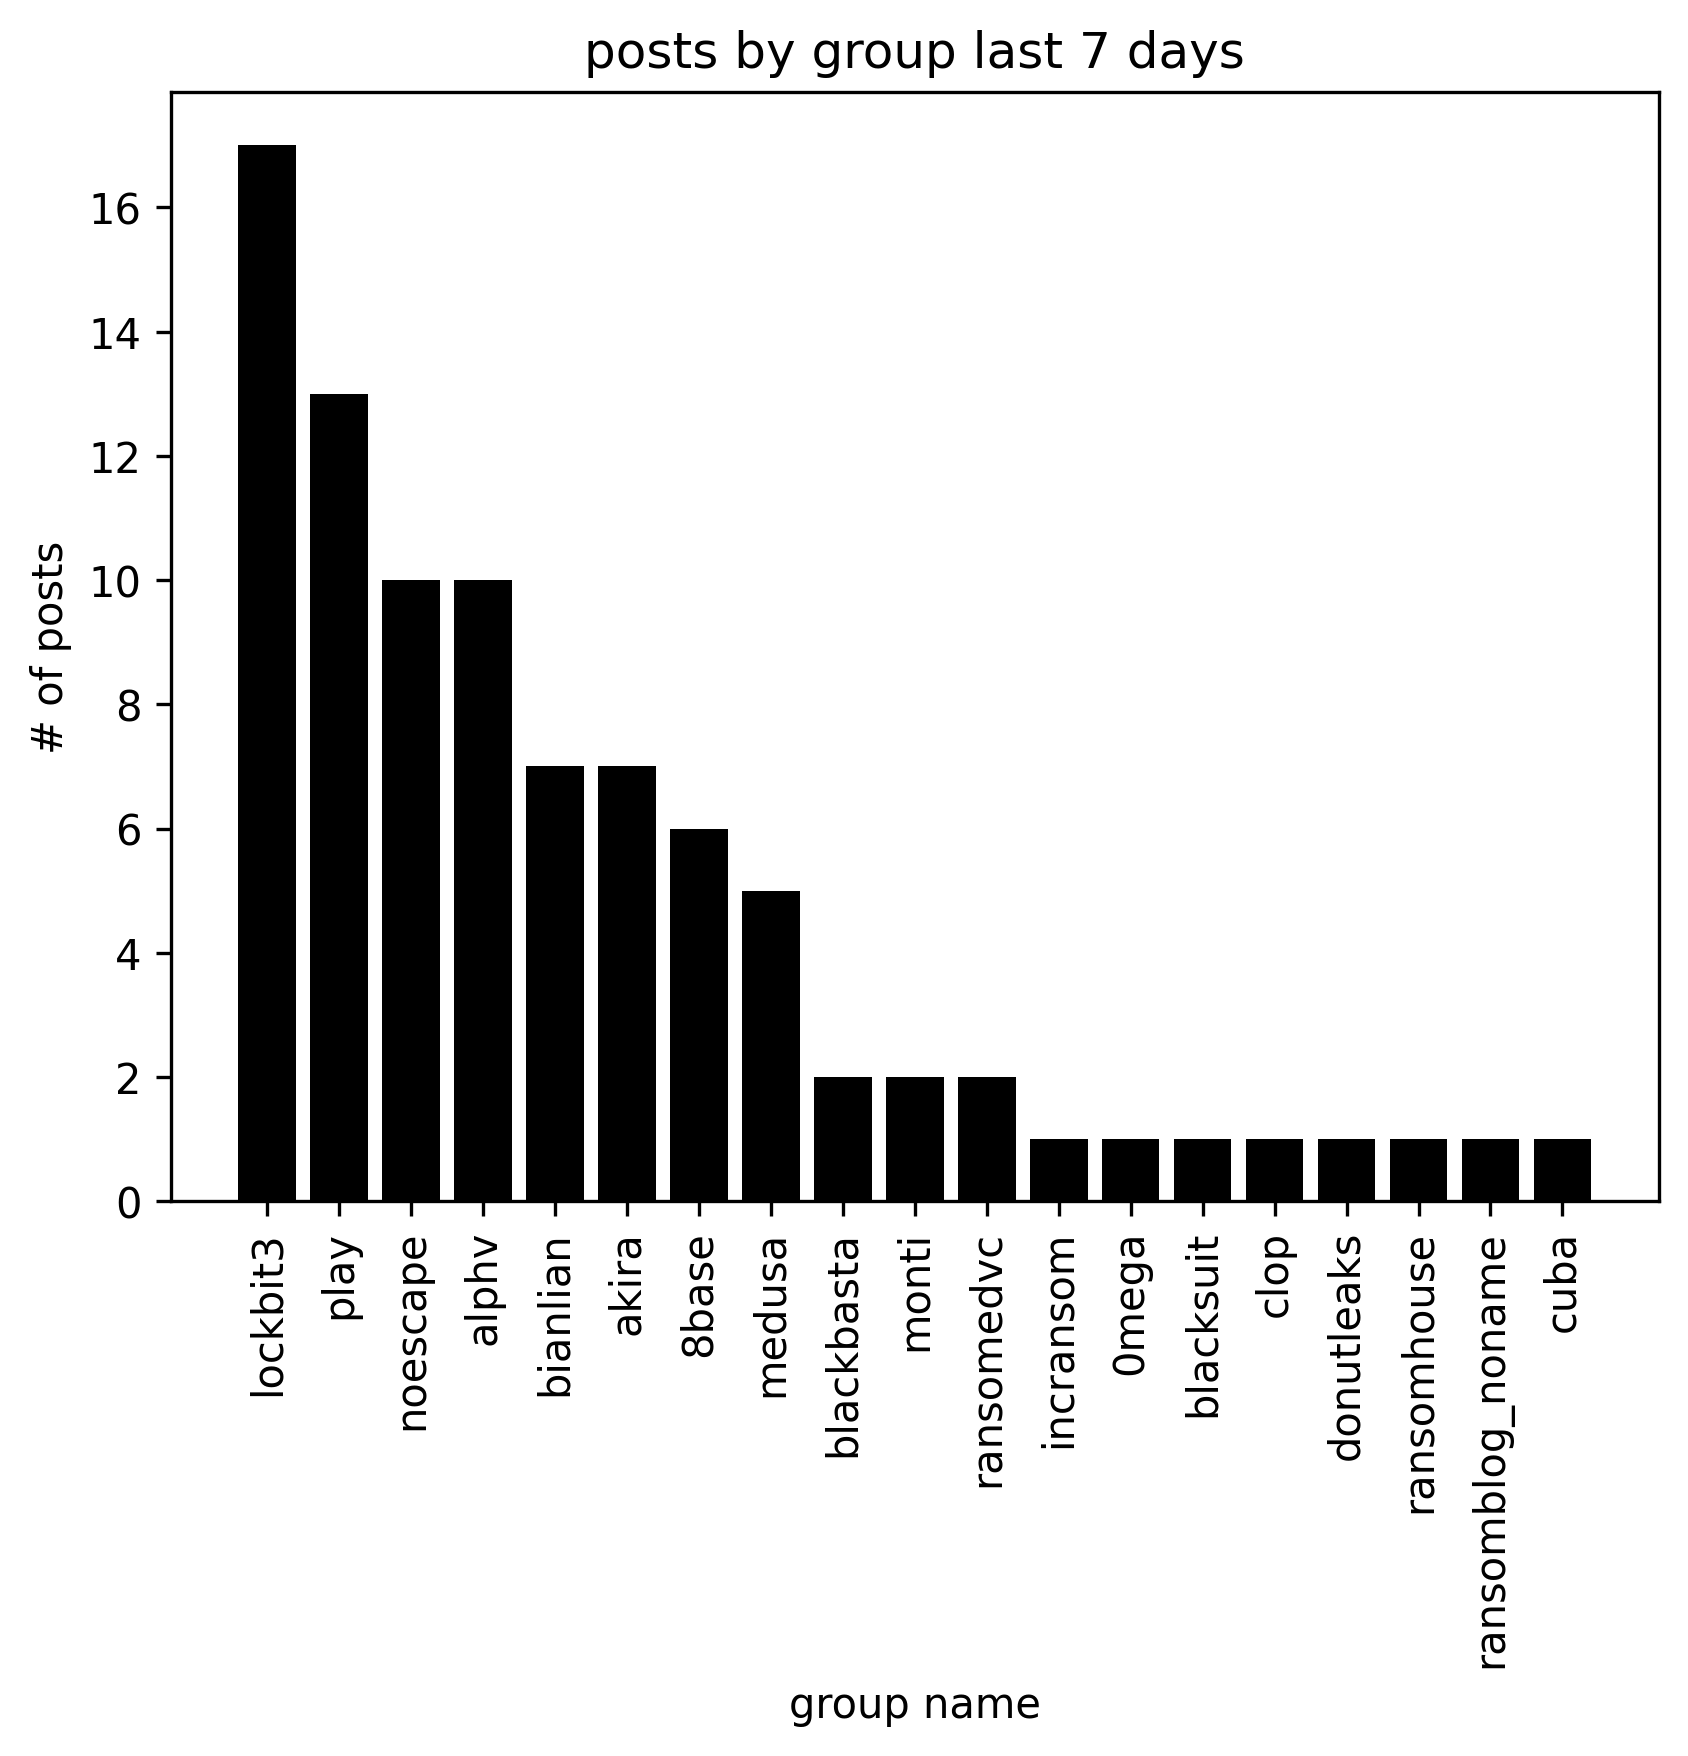 posts by group last 7 days
# of posts
16
14
12
10
8
6
4
2
0
lockbit3
play
noescape
alphv
bianlian
akira
8base
medusa
blackbasta
monti
ransomedvc
incransom
0mega
blacksuit
clop
donutleaks
ransomhouse
ransomblog_noname
cuba
group name